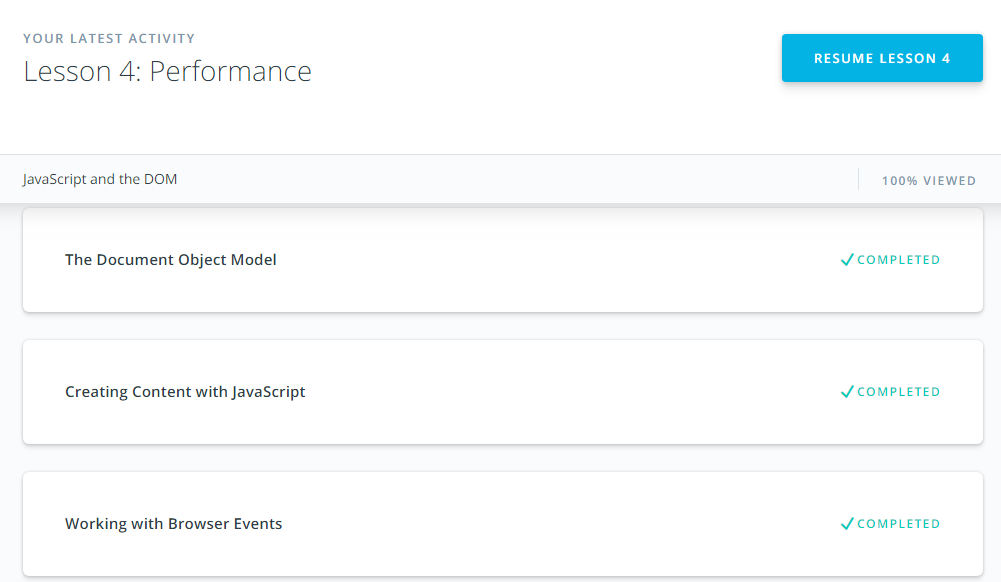 YOUR LATEST ACTIVITY
Lesson 4: Performance
RESUME LESSON 4
JavaScript and the DOM
100% VIEWED
The Document Object Model
COMPLETED
Creating Content with JavaScript
COMPLETED
Working with Browser Events
COMPLETED